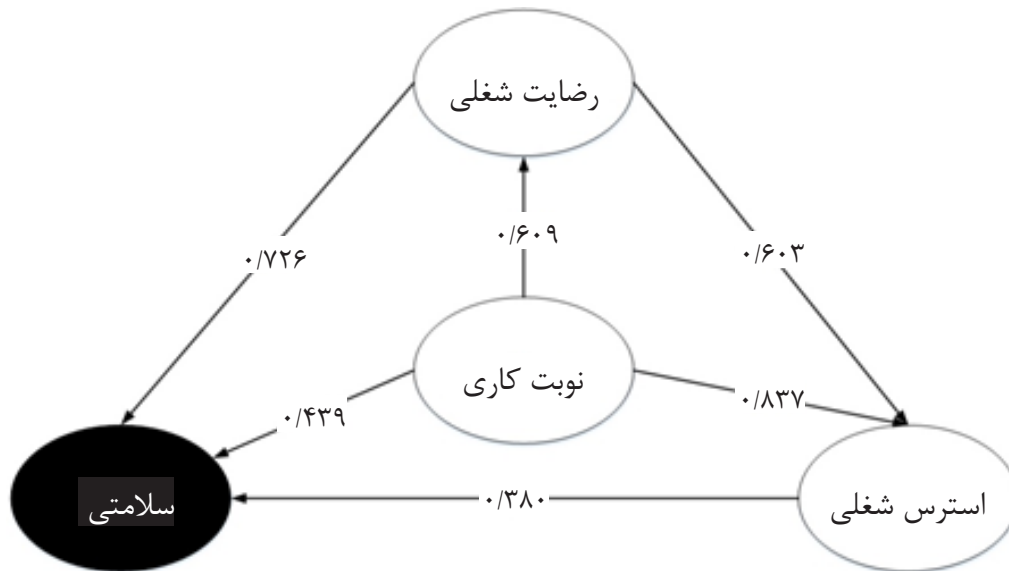 رضایت شغلی
۰/۶۰۹
۰/۷۲۶
۰/۶۰۳
نوبت کاری
۰/۸۳۷
۰/۴۳۹
استرس شغلی
۰/۳۸۰
سلامتی